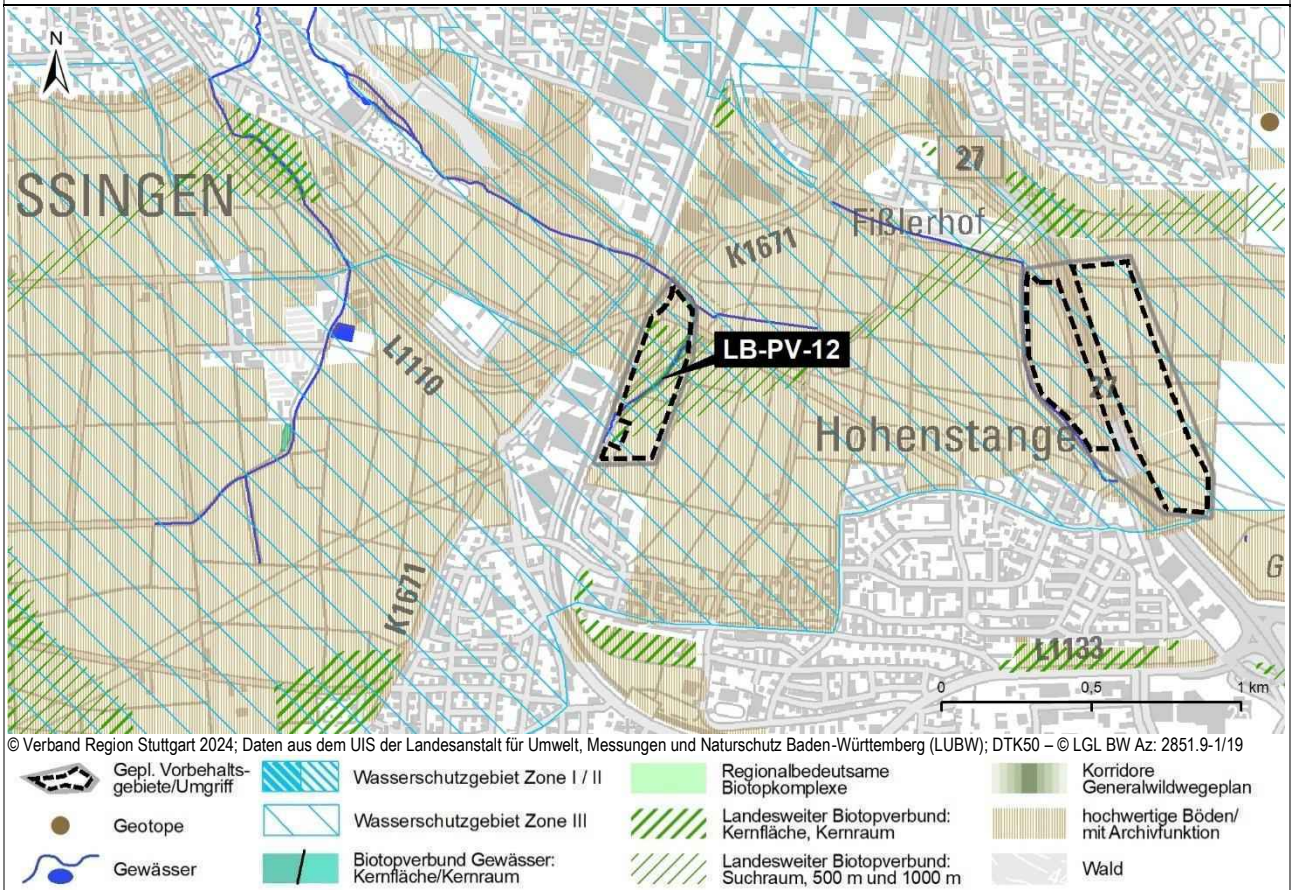 N
SSINGEN
27
Fißlerhof
K1671
LB-PV-12
L1110
27
Hohenstange
K1671
G
L1133
0 0,5 1 km
© Verband Region Stuttgart 2024; Daten aus dem UIS der Landesanstalt für Umwelt, Messungen und Naturschutz Baden-Württemberg (LUBW); DTK50 – © LGL BW Az: 2851.9-1/19
Gepl. Vorbehalts-
gebiete/Umgriff
Geotope
Gewässer
Wasserschutzgebiet Zone I / II
Wasserschutzgebiet Zone III
Biotopverbund Gewässer:
Kernfläche/Kernraum
Regionalbedeutsame
Biotopkomplexe
Landesweiter Biotopverbund:
Kernfläche, Kernraum
Landesweiter Biotopverbund:
Suchraum, 500 m und 1000 m
Korridore
Generalwildwegeplan
hochwertige Böden/
mit Archivfunktion
Wald